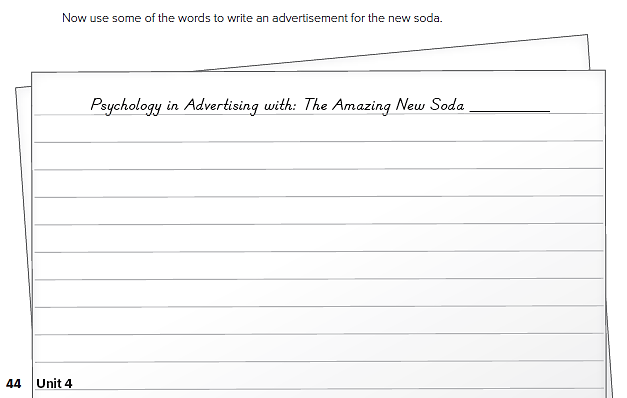 Now use some of the words to write an advertisement for the new soda.
Psychology in Advertising with: The Amazing New Soda __________
44 Unit 4